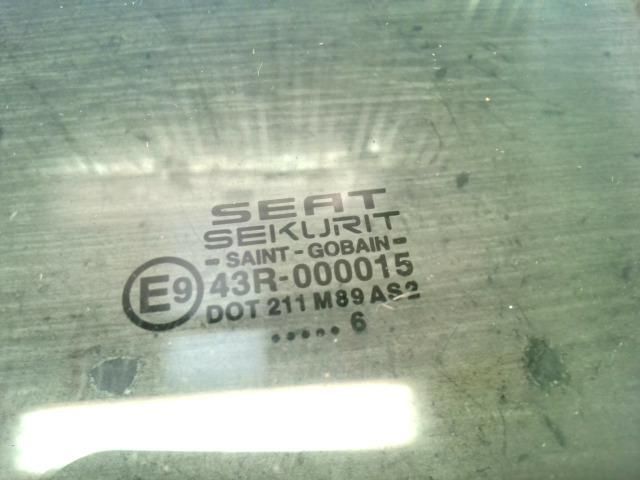 SEAT
SEKURIT
- SAINT - GOBAIN -
E9 43R-000015
DOT 211 M89 AS2
..... 6